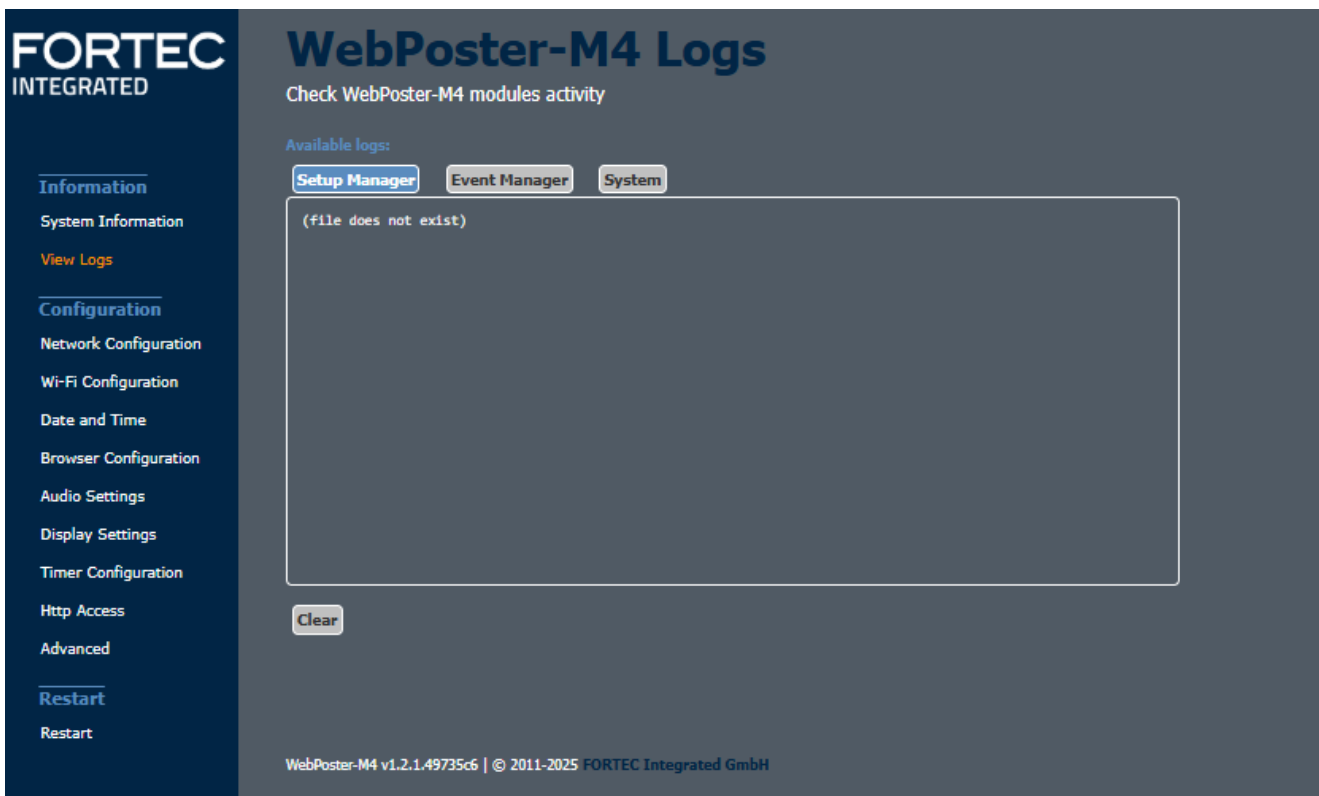 FORTEC
INTEGRATED
Information
System Information
View Logs
Configuration
Network Configuration
Wi-Fi Configuration
Date and Time
Browser Configuration
Audio Settings
Display Settings
Timer Configuration
Http Access
Advanced
Restart
Restart
WebPoster-M4 Logs
Check WebPoster-M4 modules activity
Available logs:
Setup Manager Event Manager System
(file does not exist)
Clear
WebPoster-M4 v1.2.1.49735c6 | © 2011-2025 FORTEC Integrated GmbH